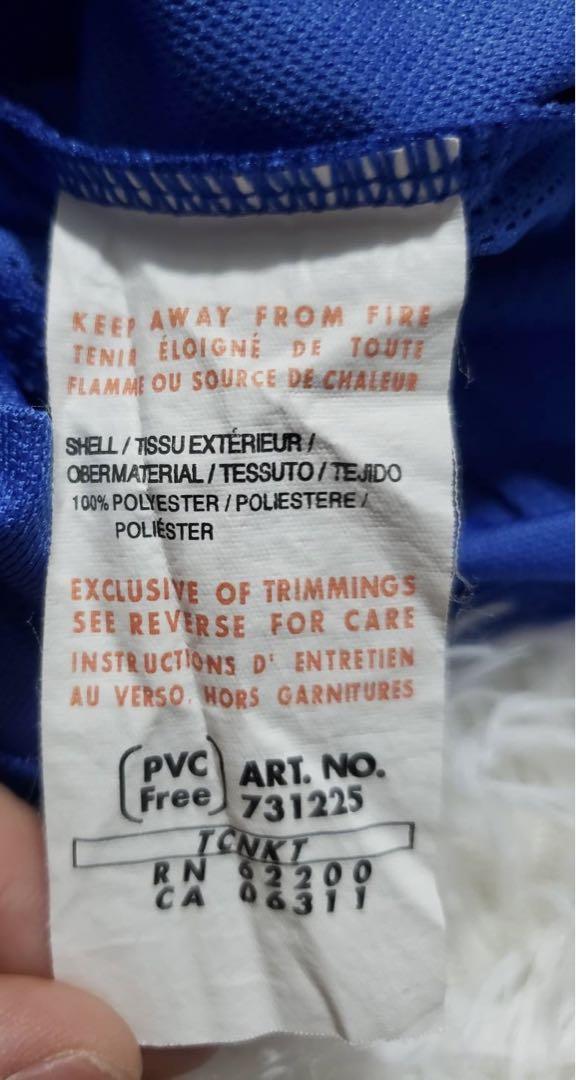 KEEP AWAY FROM FIRE
TENIR ÉLOIGNÉ DE TOUTE
FLAMME OU SOURCE DE CHALEUR
SHELL / TISSU EXTÉRIEUR /
OBERMATERIAL / TESSUTO / TEJIDO
100% POLYESTER / POLIESTERE /
POLIÉSTER
EXCLUSIVE OF TRIMMINGS
SEE REVERSE FOR CARE
INSTRUCTIONS D' ENTRETIEN
AU VERSO, HORS GARNITURES
PVC
Free
ART. NO.
731225
TCNKT
RN 62200
CA 06311